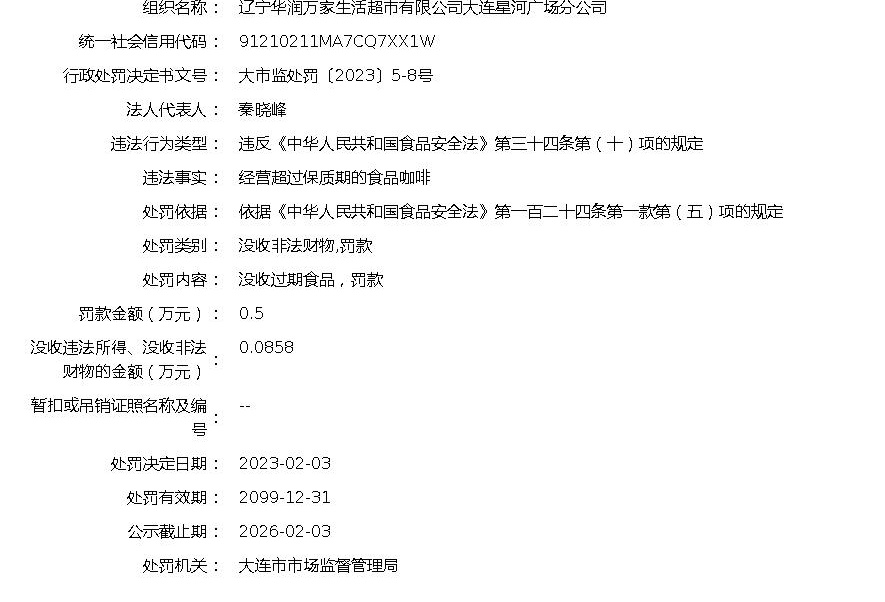 组织名称： 辽宁华润万家生活超市有限公司大连星河广场分公司
统一社会信用代码： 91210211MA7CQ7XX1W
行政处罚决定书文号： 大市监处罚〔2023〕5-8号
法人代表人： 秦晓峰
违法行为类型： 违反《中华人民共和国食品安全法》第三十四条第（十）项的规定
违法事实： 经营超过保质期的食品咖啡
处罚依据： 依据《中华人民共和国食品安全法》第一百二十四条第一款第（五）项的规定
处罚类别： 没收非法财物,罚款
处罚内容： 没收过期食品，罚款
罚款金额（万元）： 0.5
没收违法所得、没收非法
财物的金额（万元）： 0.0858
暂扣或吊销证照名称及编
号： --
处罚决定日期： 2023-02-03
处罚有效期： 2099-12-31
公示截止期： 2026-02-03
处罚机关： 大连市市场监督管理局